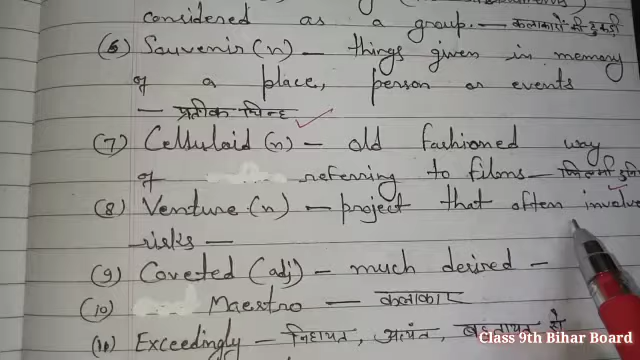 considered as a group. — कलाकारों की टुकड़ी
(6) Souvenir (n) — things given in memory
of a place, person or events
— प्रतीक चिन्ह
(7) Celluloid (n) — old fashioned way
of referring to films —
(8) Venture (n) — project that often involve
risks —
(9) Coveted (adj) — much desired —
(10) Maestro — कलाकार
(10) Exceedingly — निहायत, अत्यंत, बहुतायत से
Class 9th Bihar Board